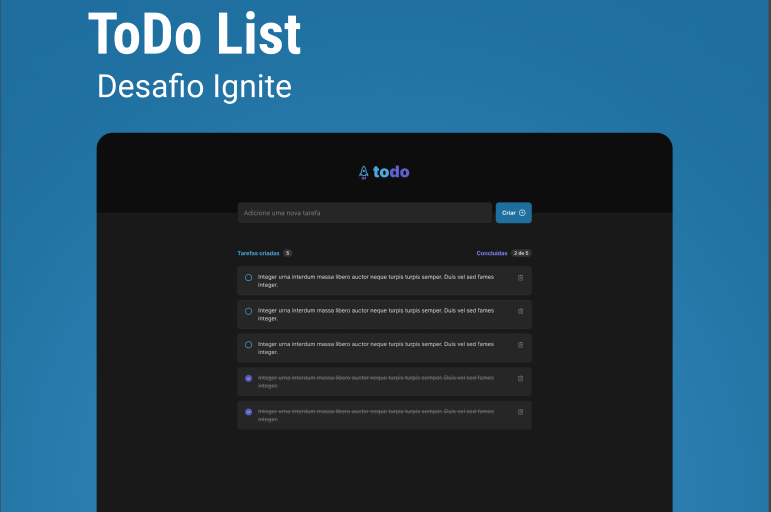 ToDo List
Desafio Ignite
todo
Adicione uma nova tarefa
Criar
Tarefas criadas 5
Concluídas 2 de 5
Integer urna interdum massa libero auctor neque turpis turpis semper. Duis vel sed fames
integer.
Integer urna interdum massa libero auctor neque turpis turpis semper. Duis vel sed fames
integer.
Integer urna interdum massa libero auctor neque turpis turpis semper. Duis vel sed fames
integer.
Integer urna interdum massa libero auctor neque turpis turpis semper. Duis vel sed fames
integer.
Integer urna interdum massa libero auctor neque turpis turpis semper. Duis vel sed fames
integer.